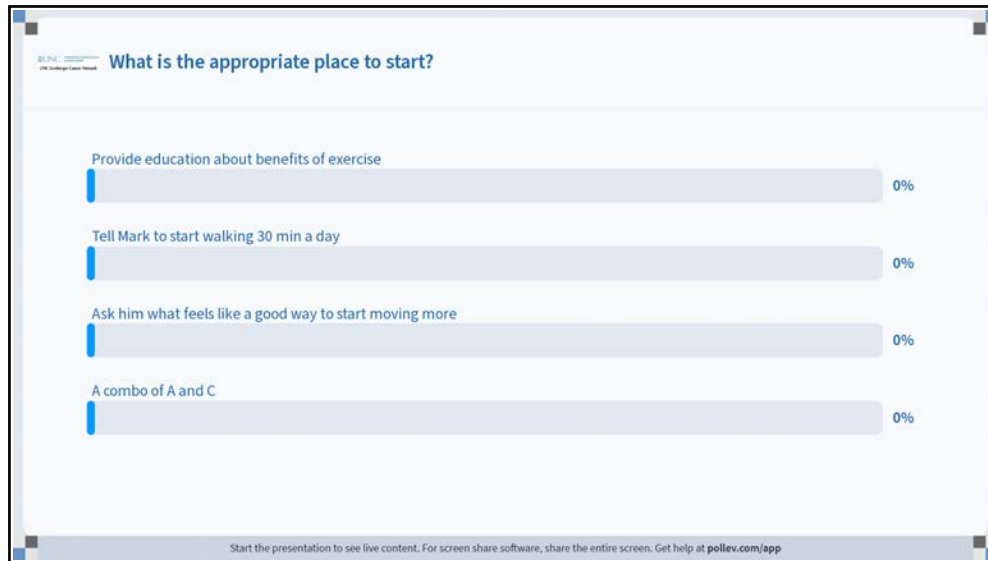 What is the appropriate place to start?
Provide education about benefits of exercise
0%
Tell Mark to start walking 30 min a day
0%
Ask him what feels like a good way to start moving more
0%
A combo of A and C
0%
Start the presentation to see live content. For screen share software, share the entire screen. Get help at pollev.com/app